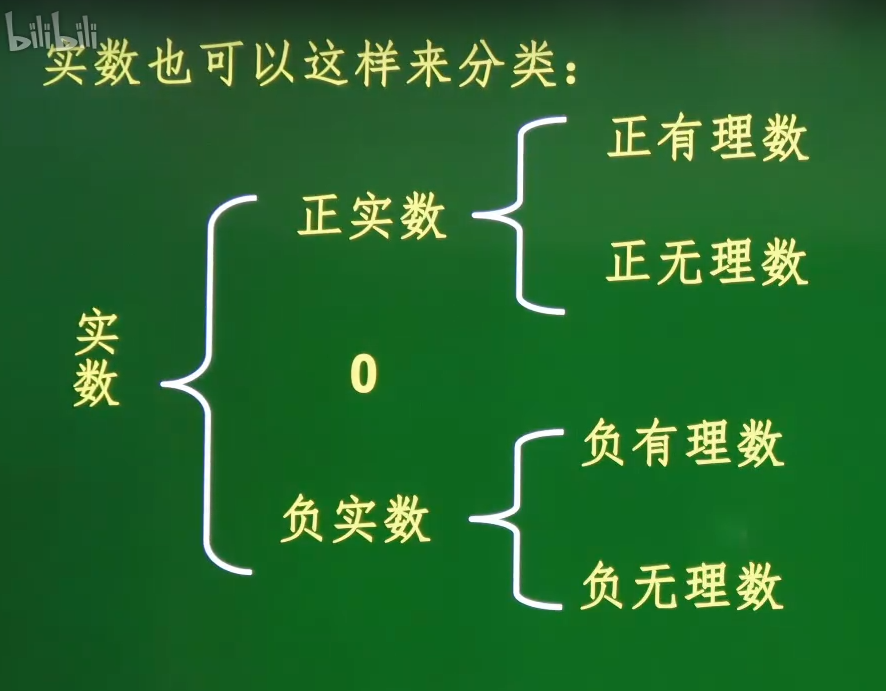 bilibili
实数也可以这样来分类：
正有理数
正实数
正无理数
实数
0
负有理数
负实数
负无理数